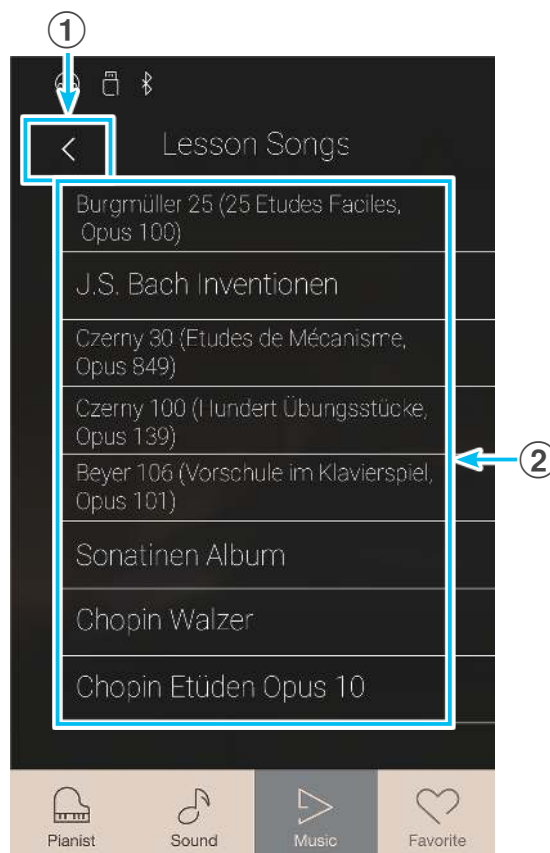 ①
< Lesson Songs
Burgmüller 25 (25 Etudes Faciles,
Opus 100)
J.S. Bach Inventionen
Czerny 30 (Etudes de Mécanisme,
Opus 849)
Czerny 100 (Hundert Übungsstücke,
Opus 139)
②
Beyer 106 (Vorschule im Klavierspiel,
Opus 101)
Sonatinen Album
Chopin Walzer
Chopin Etüden Opus 10
Pianist Sound Music Favorite